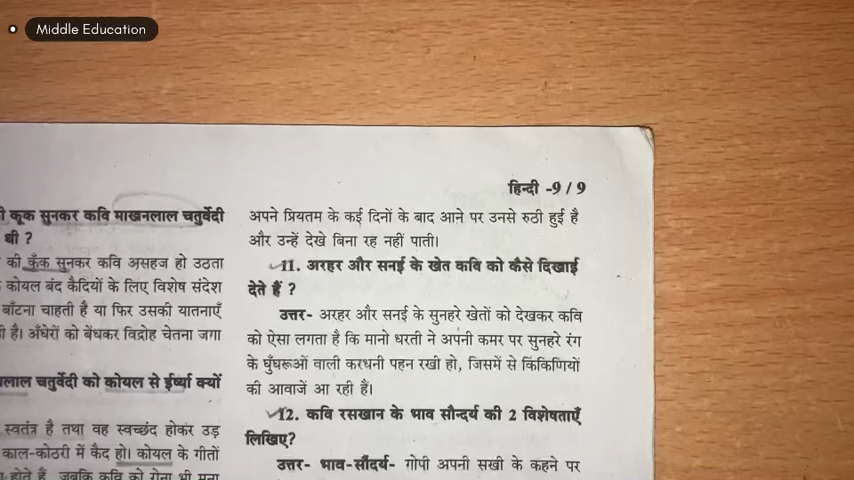 Middle Education
हिन्दी -9 / 9
कूक सुनकर कवि माखनलाल चतुर्वेदी
थी ?
की कूँक सुनकर कवि असहज हो उठता
कोयल बंद कैदियों के लिए विशेष संदेश
बाँटना चाहती है या फिर उसकी यातनाएँ
है। अँधेरों को बेंधकर विद्रोह चेतना जगा
चतुर्वेदी को कोयल से ईर्ष्या क्यों
स्वतंत्र है तथा वह स्वच्छंद होकर उड़
काल-कोठरी में कैद हो। कोयल के गीतों
होते हैं, जबकि कवि को रोना भी मना
अपने प्रियतम के कई दिनों के बाद आने पर उनसे रुठी हुई है
और उन्हें देखे बिना रह नहीं पाती।
11. अरहर और सनई के खेत कवि को कैसे दिखाई
देते हैं ?
उत्तर- अरहर और सनई के सुनहरे खेतों को देखकर कवि
को ऐसा लगता है कि मानो धरती ने अपनी कमर पर सुनहरे रंग
के घुँघरूओं वाली करधनी पहन रखी हो, जिसमें से किंकिणियों
की आवाजें आ रही हैं।
12. कवि रसखान के भाव सौन्दर्य की 2 विशेषताएँ
लिखिए?
उत्तर- भाव-सौंदर्य- गोपी अपनी सखी के कहने पर